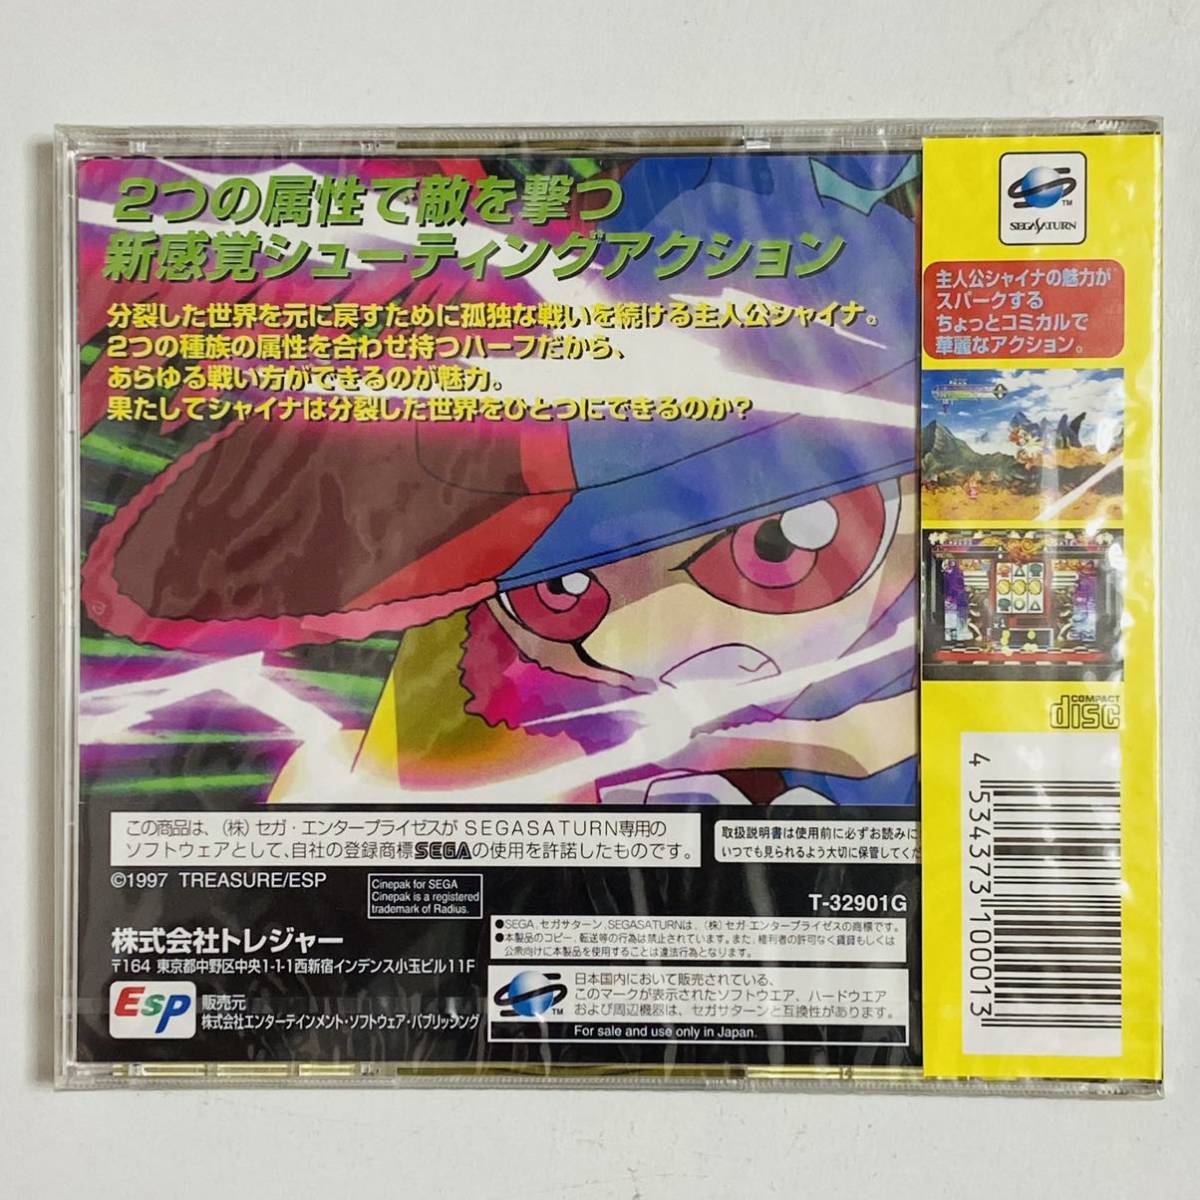 2つの属性で敵を撃つ
新感覚シューティングアクション
分裂した世界を元に戻すために孤独な戦いを続ける主人公シャイナ。
2つの種族の属性を合わせ持つハーフだから、
あらゆる戦い方ができるのが魅力。
果たしてシャイナは分裂した世界をひとつにできるのか?
この商品は、(株)セガ・エンタープライゼスがSEGASATURN専用の
ソフトウェアとして、自社の登録商標SEGAの使用を許諾したものです。
取扱説明書は使用前に必ずお読みに
いつでも見られるよう大切に保管してくだ
©1997 TREASURE/ESP
Cinepak for SEGA
Cinepak is a registered
trademark of Radius.
T-32901G
株式会社トレジャー
〒164 東京都中野区中央1-1-1西新宿インデンス小玉ビル11F
ESP
販売元
株式会社エンターテインメント・ソフトウェア・パブリッシング
●SEGA、セガサターン、SEGASATURNは、(株)セガ・エンタープライゼスの商標です。
●本製品のコピー、転送等の行為は禁止されています。また、権利者の許可なく賃貸もしくは
公衆向けに本製品を使用することは違法行為となります。
日本国内において販売されている、
このマークが表示されたソフトウエア、ハードウエア
および周辺機器は、セガサターンと互換性があります。
For sale and use only in Japan.
TM
SEGASATURN
TM
主人公シャイナの魅力が
スパークする
ちょっとコミカルで
華麗なアクション。
COMPACT
disc
4 534373 100013